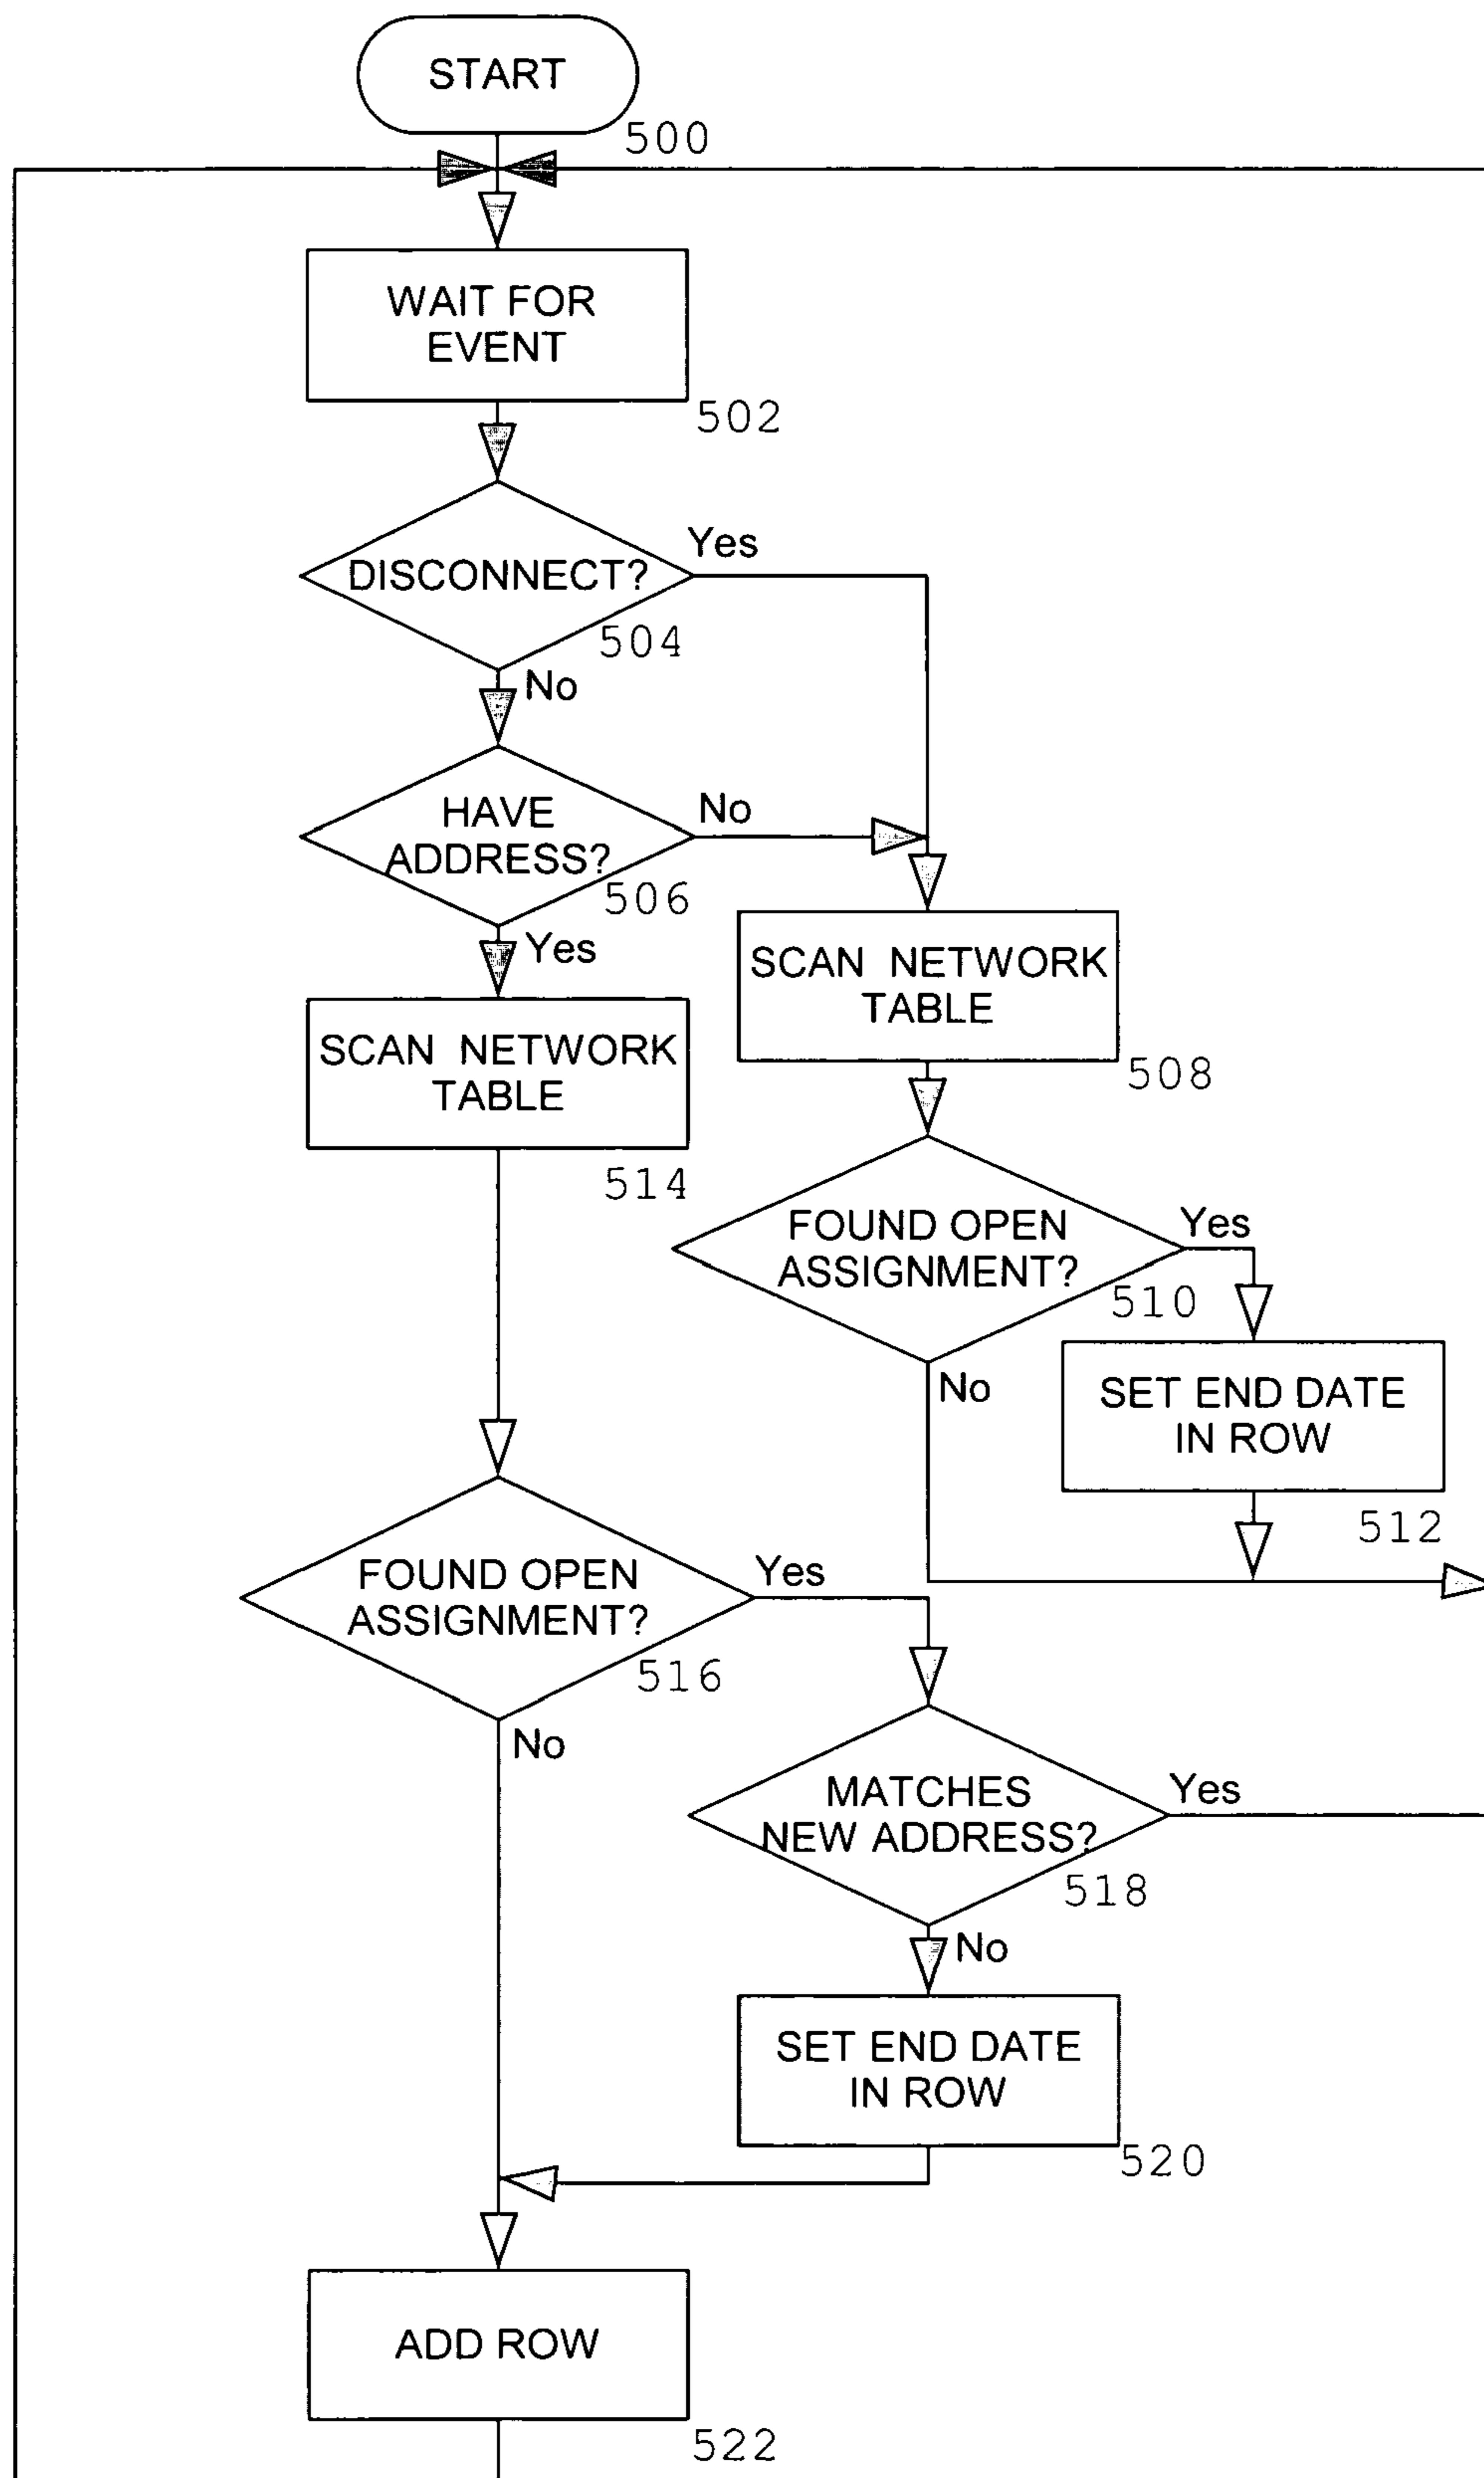 START
500
WAIT FOR
EVENT
502
DISCONNECT?
Yes
504
No
HAVE
ADDRESS?
No
506
Yes
SCAN NETWORK
TABLE
508
SCAN NETWORK
TABLE
514
FOUND OPEN
ASSIGNMENT?
Yes
510
No
SET END DATE
IN ROW
512
FOUND OPEN
ASSIGNMENT?
Yes
516
No
MATCHES
NEW ADDRESS?
Yes
518
No
SET END DATE
IN ROW
520
ADD ROW
522